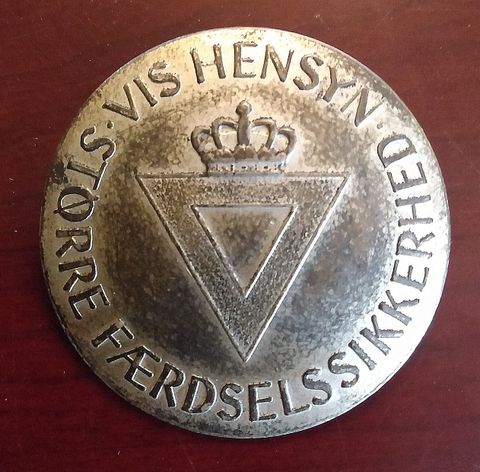 · VIS HENSYN ·
STØRRE FÆRDSELSSIKKERHED